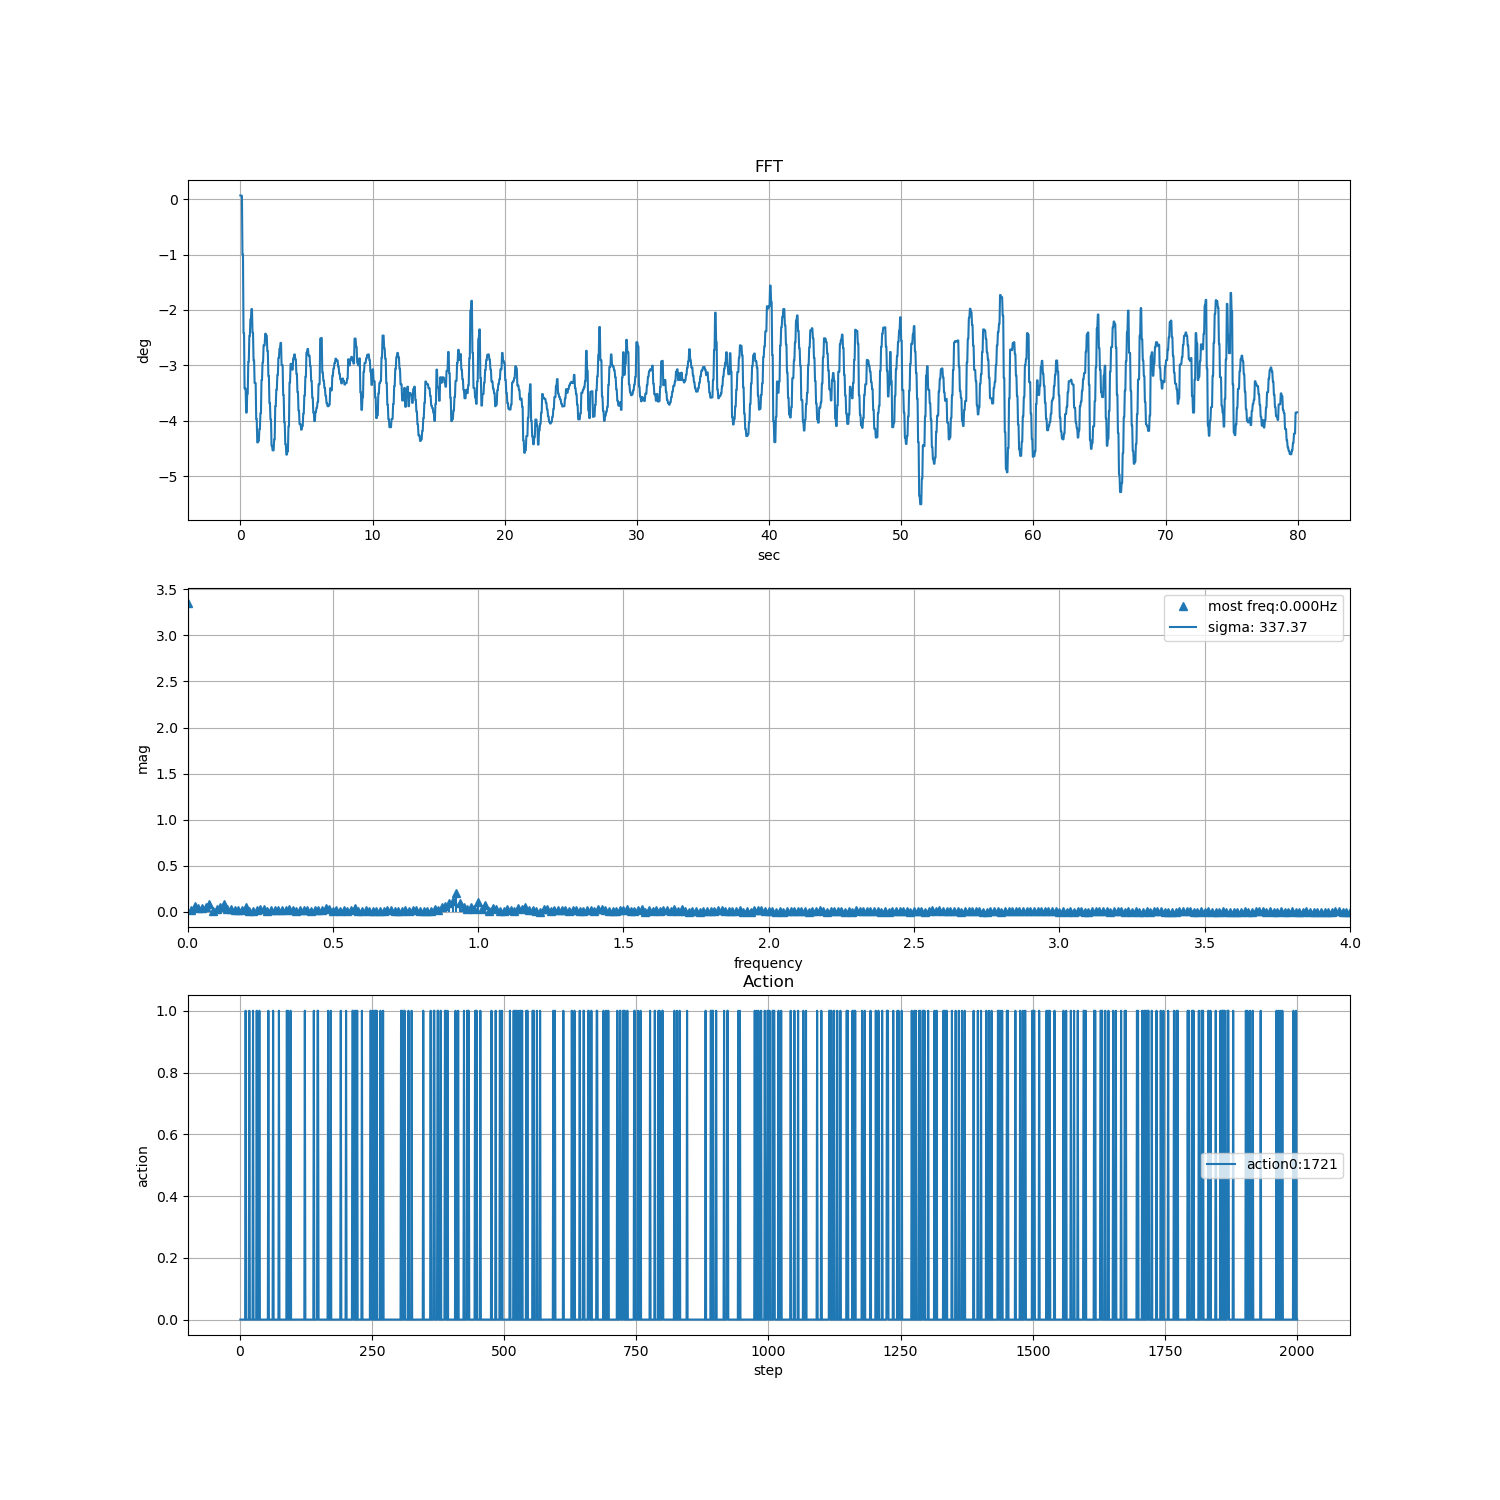 FFT
0
−1
−2
−3
−4
−5
deg
0 10 20 30 40 50 60 70 80
sec
3.5
3.0
2.5
2.0
1.5
1.0
0.5
0.0
mag
most freq:0.000Hz
sigma: 337.37
0.0 0.5 1.0 1.5 2.0 2.5 3.0 3.5 4.0
frequency
Action
1.0
0.8
0.6
0.4
0.2
0.0
action
action0:1721
0 250 500 750 1000 1250 1500 1750 2000
step